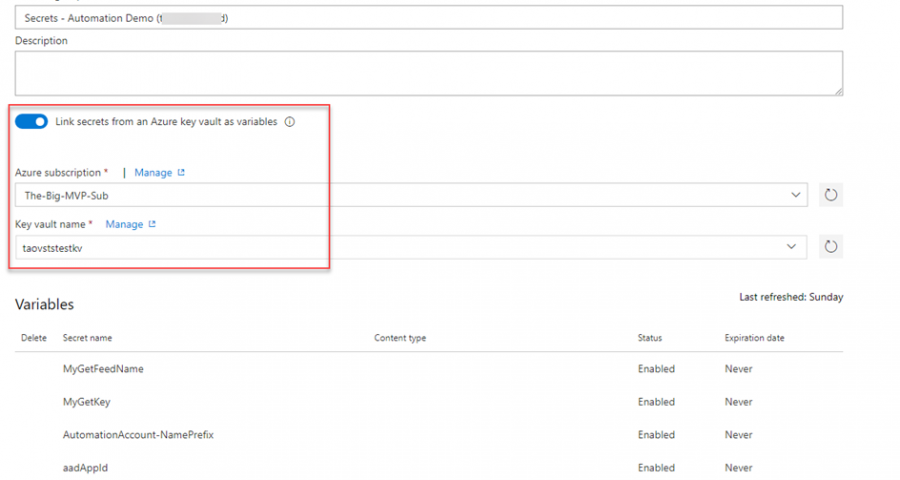 Secrets - Automation Demo (t d)
Description
Link secrets from an Azure key vault as variables
Azure subscription * | Manage
The-Big-MVP-Sub
Key vault name * Manage
taovststestkv
Variables
Last refreshed: Sunday
Delete Secret name Content type Status Expiration date
MyGetFeedName Enabled Never
MyGetKey Enabled Never
AutomationAccount-NamePrefix Enabled Never
aadAppId Enabled Never